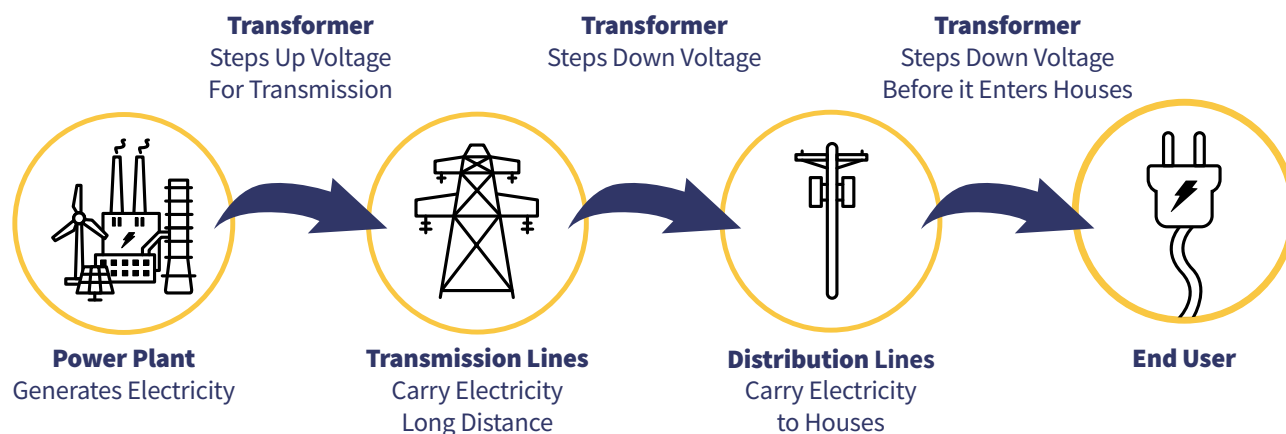 Transformer
Steps Up Voltage
For Transmission
Transformer
Steps Down Voltage
Transformer
Steps Down Voltage
Before it Enters Houses
Power Plant
Generates Electricity
Transmission Lines
Carry Electricity
Long Distance
Distribution Lines
Carry Electricity
to Houses
End User